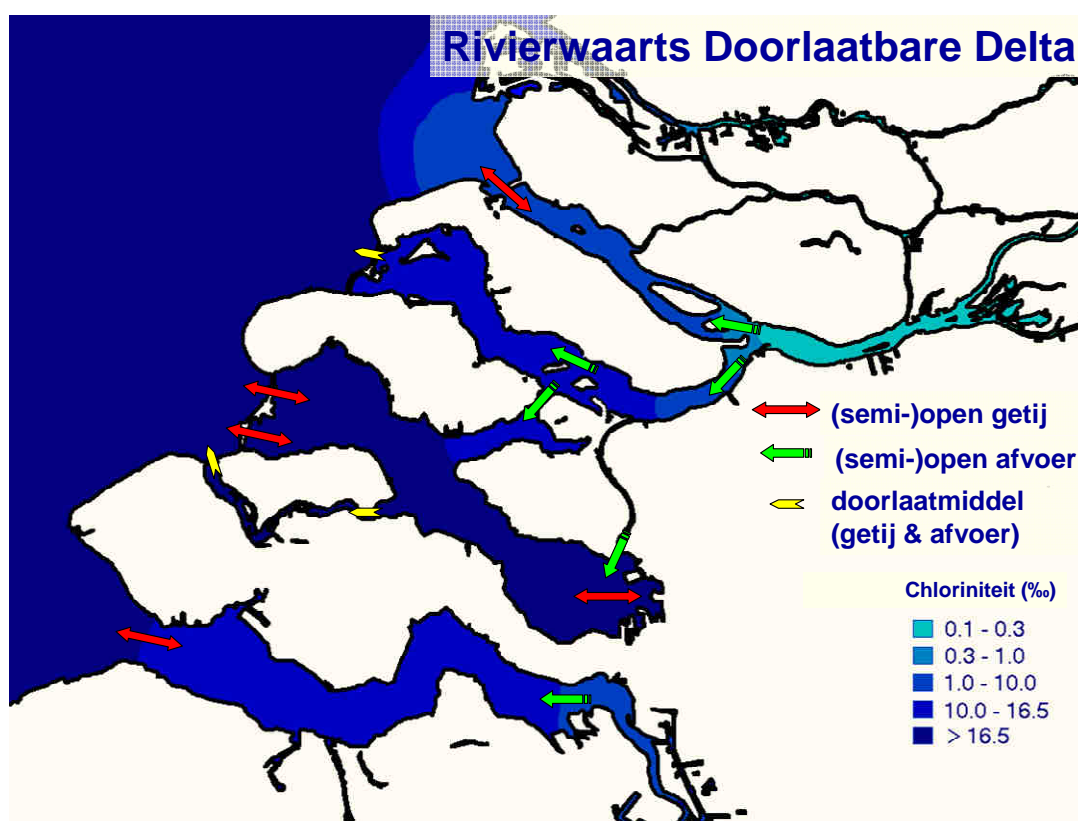 Rivierwaarts Doorlaatbare Delta
(semi-)open getij
(semi-)open afvoer
doorlaatmiddel
(getij & afvoer)
Chloriniteit (‰)
0.1 - 0.3
0.3 - 1.0
1.0 - 10.0
10.0 - 16.5
> 16.5